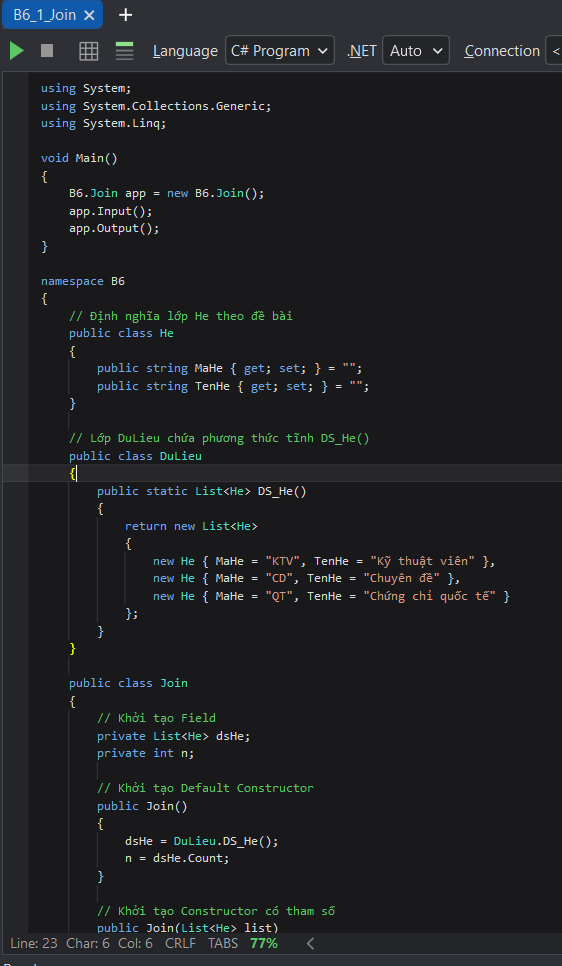 B6_1_Join × +
Language C# Program .NET Auto Connection <
using System;
using System.Collections.Generic;
using System.Linq;
void Main()
{
B6.Join app = new B6.Join();
app.Input();
app.Output();
}
namespace B6
{
// Định nghĩa lớp He theo đề bài
public class He
{
public string MaHe { get; set; } = "";
public string TenHe { get; set; } = "";
}
// Lớp DuLieu chứa phương thức tĩnh DS_He()
public class DuLieu
{
public static List<He> DS_He()
{
return new List<He>
{
new He { MaHe = "KTV", TenHe = "Kỹ thuật viên" },
new He { MaHe = "CD", TenHe = "Chuyên đề" },
new He { MaHe = "QT", TenHe = "Chứng chỉ quốc tế" }
};
}
}
public class Join
{
// Khởi tạo Field
private List<He> dsHe;
private int n;
// Khởi tạo Default Constructor
public Join()
{
dsHe = DuLieu.DS_He();
n = dsHe.Count;
}
// Khởi tạo Constructor có tham số
public Join(List<He> list)
Line: 23 Char: 6 Col: 6 CRLF TABS 77%